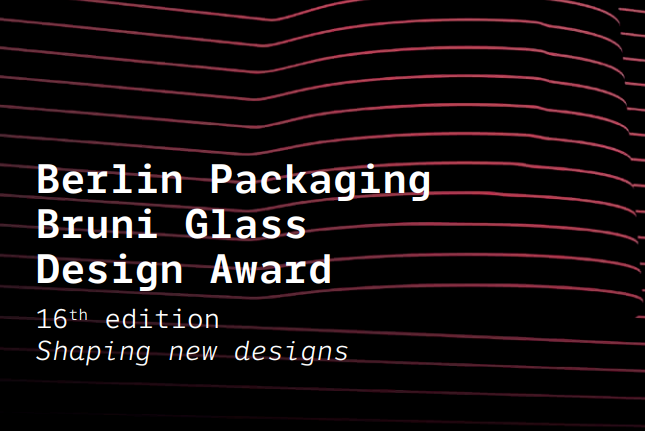 Berlin Packaging
Bruni Glass
Design Award
16th edition
Shaping new designs